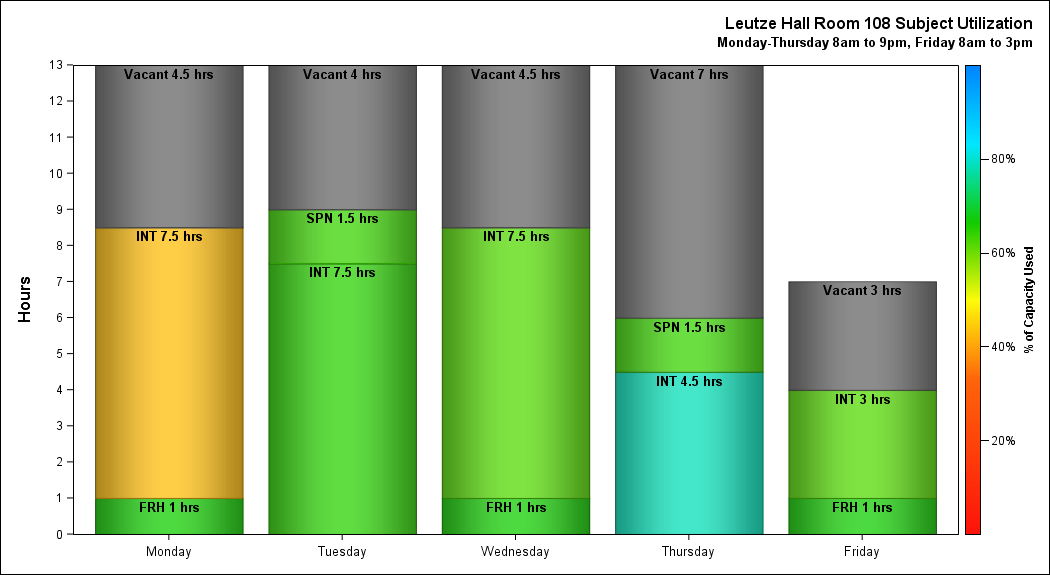 Leutze Hall Room 108 Subject Utilization
Monday-Thursday 8am to 9pm, Friday 8am to 3pm
Hours
13
12
11
10
9
8
7
6
5
4
3
2
1
0
Vacant 4.5 hrs
INT 7.5 hrs
FRH 1 hrs
Monday
Vacant 4 hrs
SPN 1.5 hrs
INT 7.5 hrs
Tuesday
Vacant 4.5 hrs
INT 7.5 hrs
FRH 1 hrs
Wednesday
Vacant 7 hrs
SPN 1.5 hrs
INT 4.5 hrs
Thursday
Vacant 3 hrs
INT 3 hrs
FRH 1 hrs
Friday
80%
60%
40%
20%
% of Capacity Used